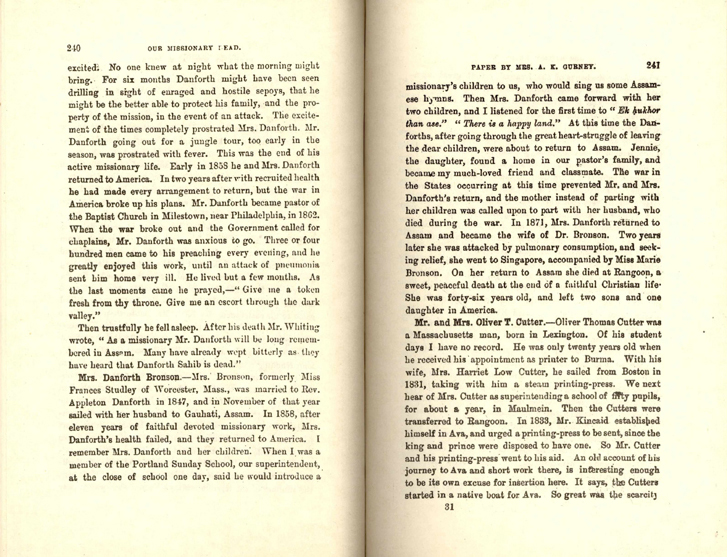 240 OUR MISSIONARY DEAD.
excited. No one knew at night what the morning might
bring. For six months Danforth might have been seen
drilling in sight of enraged and hostile sepoys, that he
might be the better able to protect his family, and the pro-
perty of the mission, in the event of an attack. The excite-
ment of the times completely prostrated Mrs. Danforth. Mr.
Danforth going out for a jungle tour, too early in the
season, was prostrated with fever. This was the end of his
active missionary life. Early in 1858 he and Mrs. Danforth
returned to America. In two years after with recruited health
he had made every arrangement to return, but the war in
America broke up his plans. Mr. Danforth became pastor of
the Baptist Church in Milestown, near Philadelphia, in 1862.
When the war broke out and the Government called for
chaplains, Mr. Danforth was anxious to go. Three or four
hundred men came to his preaching every evening, and he
greatly enjoyed this work, until an attack of pneumonia
sent him home very ill. He lived but a few months. As
the last moments came he prayed,—“ Give me a token
fresh from thy throne. Give me an escort through the dark
valley.”
Then trustfully he fell asleep. After his death Mr. Whiting
wrote, “ As a missionary Mr. Danforth will be long remem-
bered in Assam. Many have already wept bitterly as they
have heard that Danforth Sahib is dead.”
Mrs. Danforth Bronson.—Mrs. Bronson, formerly Miss
Frances Studley of Worcester, Mass., was married to Rev.
Appleton Danforth in 1847, and in November of that year
sailed with her husband to Gauhati, Assam. In 1858, after
eleven years of faithful devoted missionary work, Mrs.
Danforth's health failed, and they returned to America. I
remember Mrs. Danforth and her children. When I was a
member of the Portland Sunday School, our superintendent,
at the close of school one day, said he would introduce a
PAPER BY MRS. A. K. GURNEY. 241
missionary's children to us, who would sing us some Assam-
ese hymns. Then Mrs. Danforth came forward with her
two children, and I listened for the first time to “ Ek hukhor
than ase.” “ There is a happy land.” At this time the Dan-
forths, after going through the great heart-struggle of leaving
the dear children, were about to return to Assam. Jennie,
the daughter, found a home in our pastor's family, and
became my much-loved friend and classmate. The war in
the States occurring at this time prevented Mr. and Mrs.
Danforth's return, and the mother instead of parting with
her children was called upon to part with her husband, who
died during the war. In 1871, Mrs. Danforth returned to
Assam and became the wife of Dr. Bronson. Two years
later she was attacked by pulmonary consumption, and seek-
ing relief, she went to Singapore, accompanied by Miss Marie
Bronson. On her return to Assam she died at Rangoon, a
sweet, peaceful death at the end of a faithful Christian life.
She was forty-six years old, and left two sons and one
daughter in America.
Mr. and Mrs. Oliver T. Cutter.—Oliver Thomas Cutter was
a Massachusetts man, born in Lexington. Of his student
days I have no record. He was only twenty years old when
he received his appointment as printer to Burma. With his
wife, Mrs. Harriet Low Cutter, he sailed from Boston in
1831, taking with him a steam printing-press. We next
hear of Mrs. Cutter as superintending a school of fifty pupils,
for about a year, in Maulmein. Then the Cutters were
transferred to Rangoon. In 1833, Mr. Kincaid established
himself in Ava, and urged a printing-press to be sent, since the
king and prince were disposed to have one. So Mr. Cutter
and his printing-press went to his aid. An old account of his
journey to Ava and short work there, is interesting enough
to be its own excuse for insertion here. It says, the Cutters
started in a native boat for Ava. So great was the scarcity
31